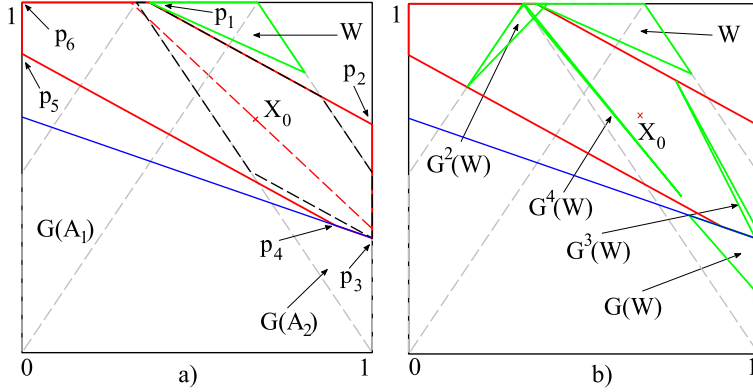 1
p6
p1
W
p2
p5
X0
G(A1)
p4
p3
G(A2)
0
a)
1
1
W
X0
G²(W)
G⁴(W)
G³(W)
G(W)
0
b)
1